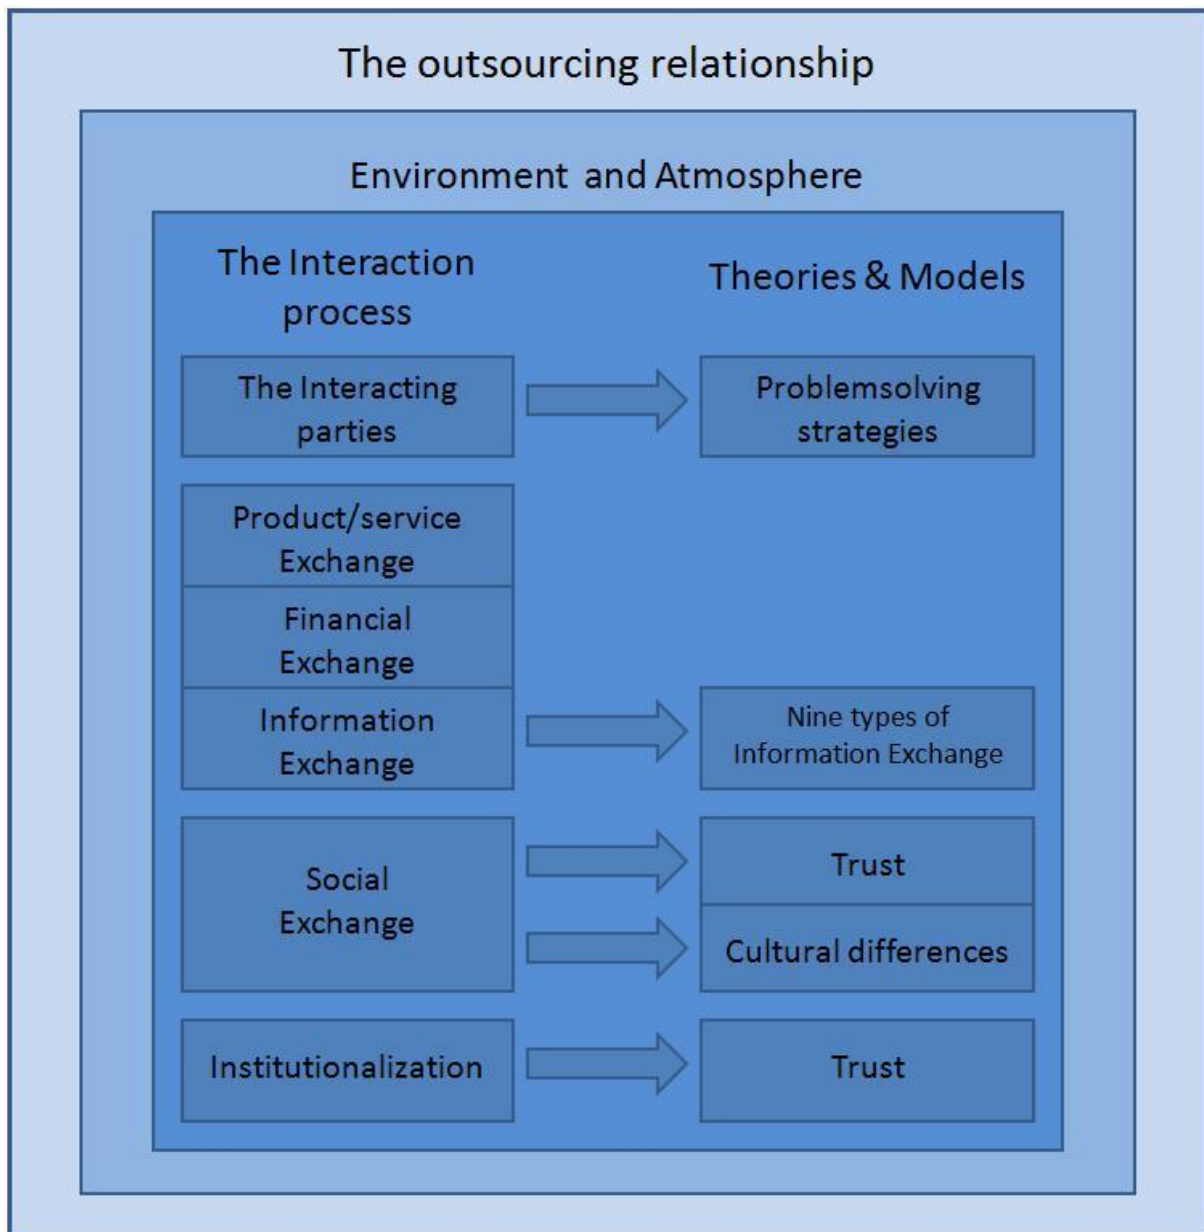 The outsourcing relationship
Environment and Atmosphere
The Interaction
process
Theories & Models
The Interacting
parties
Problemsolving
strategies
Product/service
Exchange
Financial
Exchange
Information
Exchange
Nine types of
Information Exchange
Social
Exchange
Trust
Cultural differences
Institutionalization
Trust